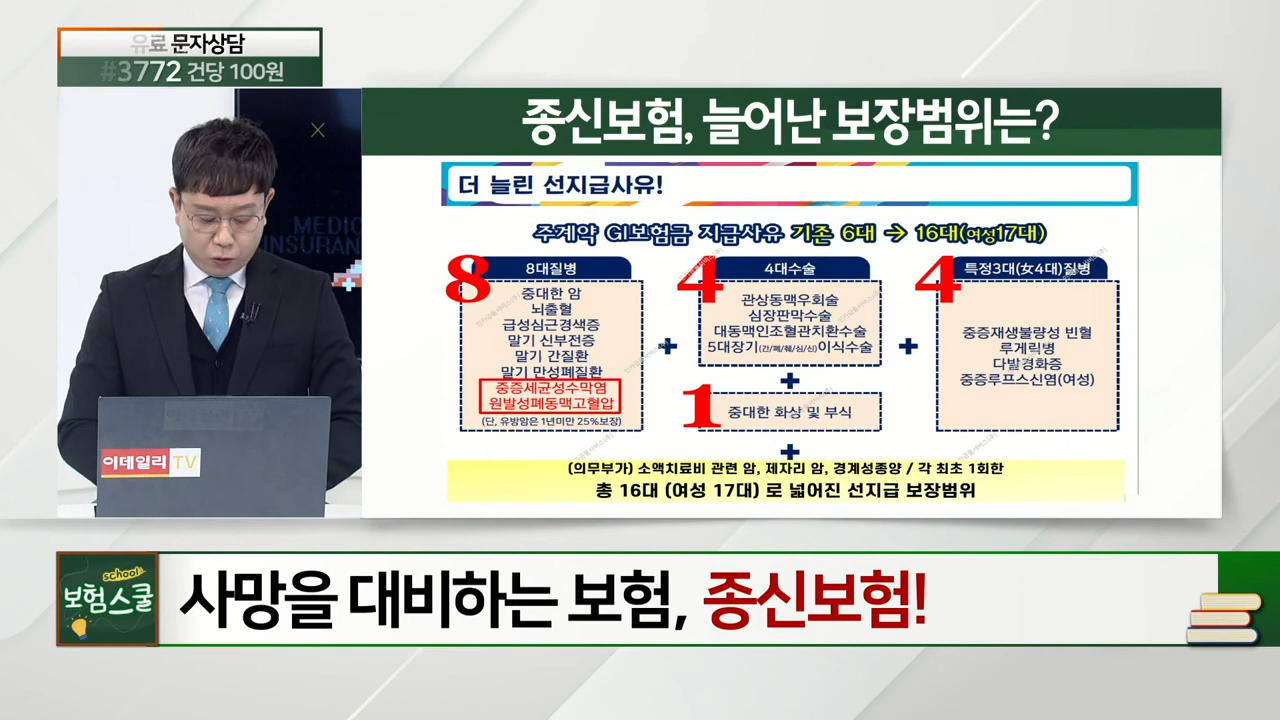 유료 문자상담
#3772 건당 100원
MEDIC
INSURAN
이데일리 TV
종신보험, 늘어난 보장범위는?
더 늘린 선지급사유!
주계약 GI보험금 지급사유 기존 6대 → 16대(여성17대)
8
8대질병
중대한 암
뇌출혈
급성심근경색증
말기 신부전증
말기 간질환
말기 만성폐질환
중증세균성수막염
원발성폐동맥고혈압
(단, 유방암은 1년미만 25%보장)
+
4
4대수술
관상동맥우회술
심장판막수술
대동맥인조혈관치환수술
5대장기(간/폐/췌/심/신)이식수술
+
1
중대한 화상 및 부식
+
+
4
특정3대(女4대)질병
중증재생불량성 빈혈
루게릭병
다발경화증
중증루프스신염(여성)
(의무부가) 소액치료비 관련 암, 제자리 암, 경계성종양 / 각 최초 1회한
총 16대 (여성 17대) 로 넓어진 선지급 보장범위
school
보험스쿨
사망을 대비하는 보험, 종신보험!